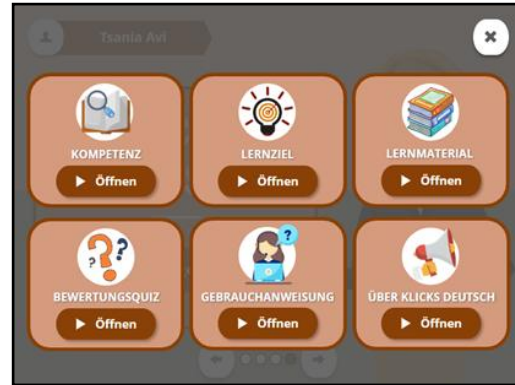 Tsania Avi
KOMPETENZ
Öffnen
LERNZIEL
Öffnen
LERNMATERIAL
Öffnen
BEWERTUNGSQUIZ
Öffnen
GEBRAUCHANWEISUNG
Öffnen
ÜBER KLICKS DEUTSCH
Öffnen